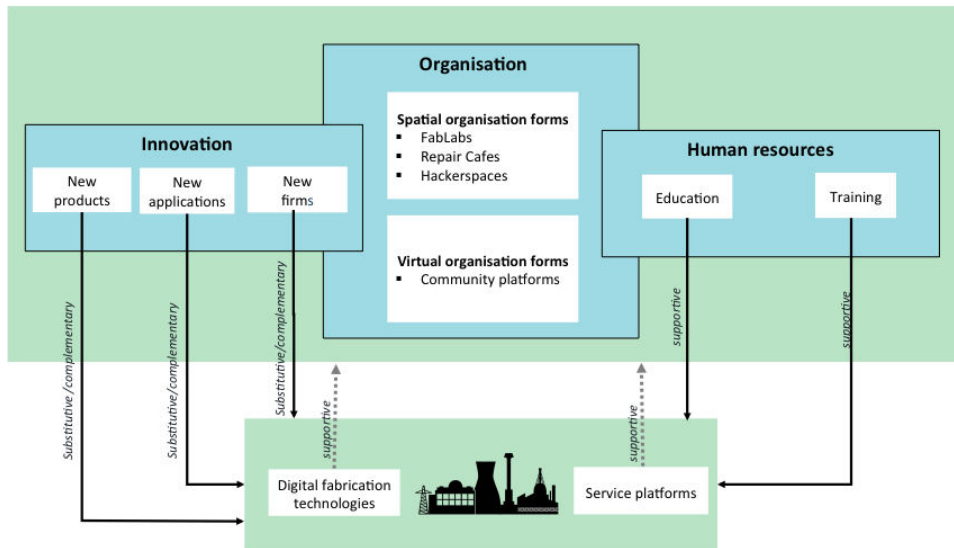 Organisation
Spatial organisation forms
▪ FabLabs
▪ Repair Cafes
▪ Hackerspaces
Virtual organisation forms
▪ Community platforms
Innovation
New
products
New
applications
New
firms
Human resources
Education
Training
Substitutive/complementary
Substitutive/complementary
Substitutive/complementary
supportive
supportive
supportive
supportive
Digital fabrication
technologies
Service platforms